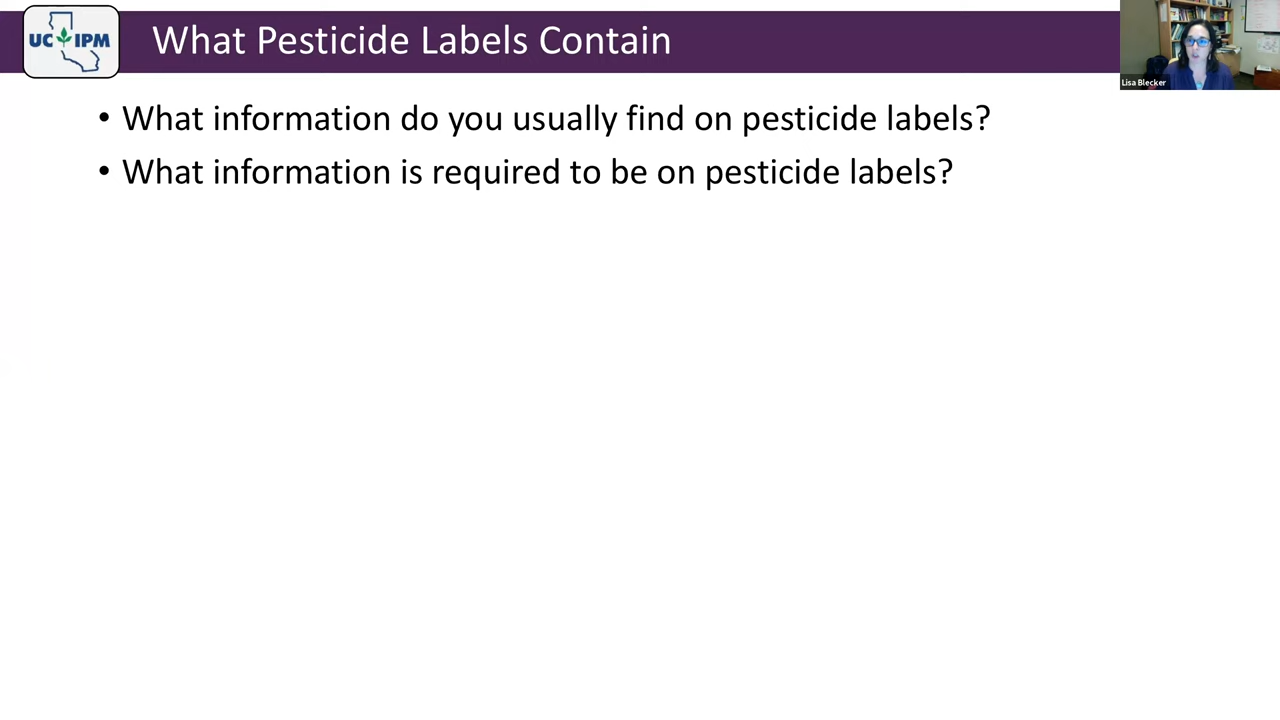 UC IPM
What Pesticide Labels Contain
Lisa Blecker
• What information do you usually find on pesticide labels?
• What information is required to be on pesticide labels?